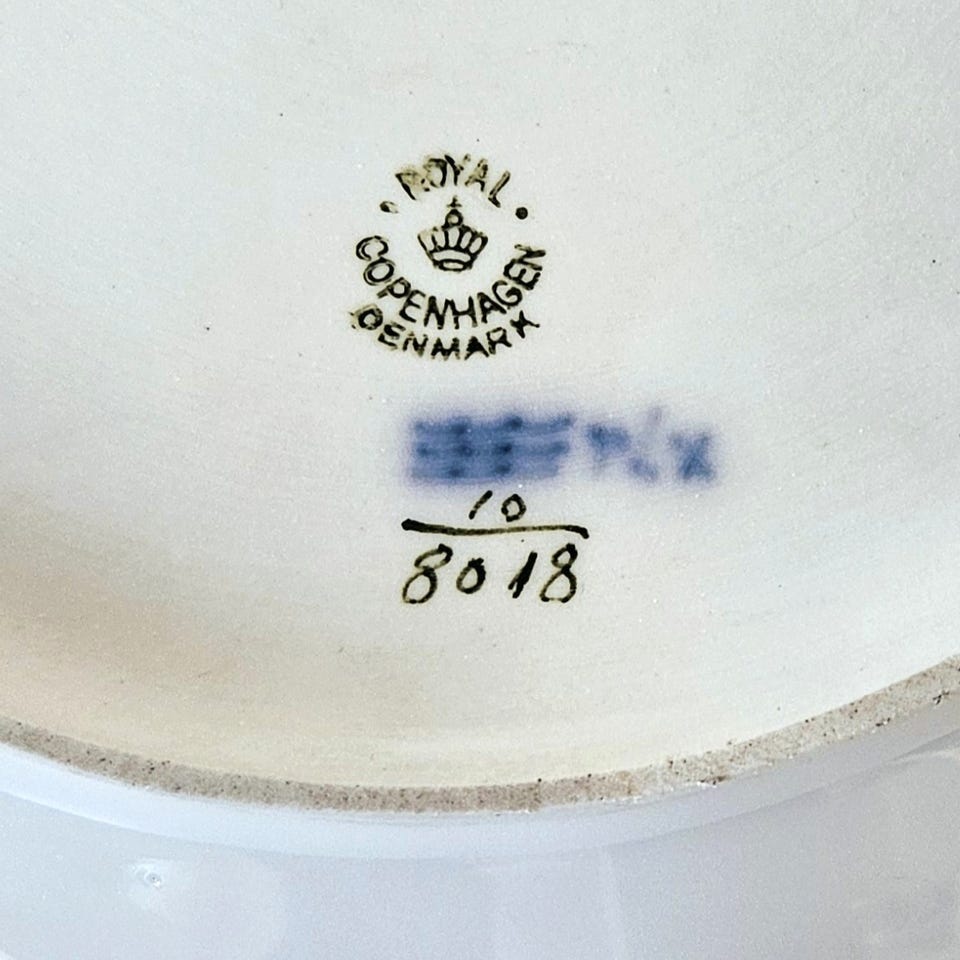 ROYAL
COPENHAGEN
DENMARK
10
8018